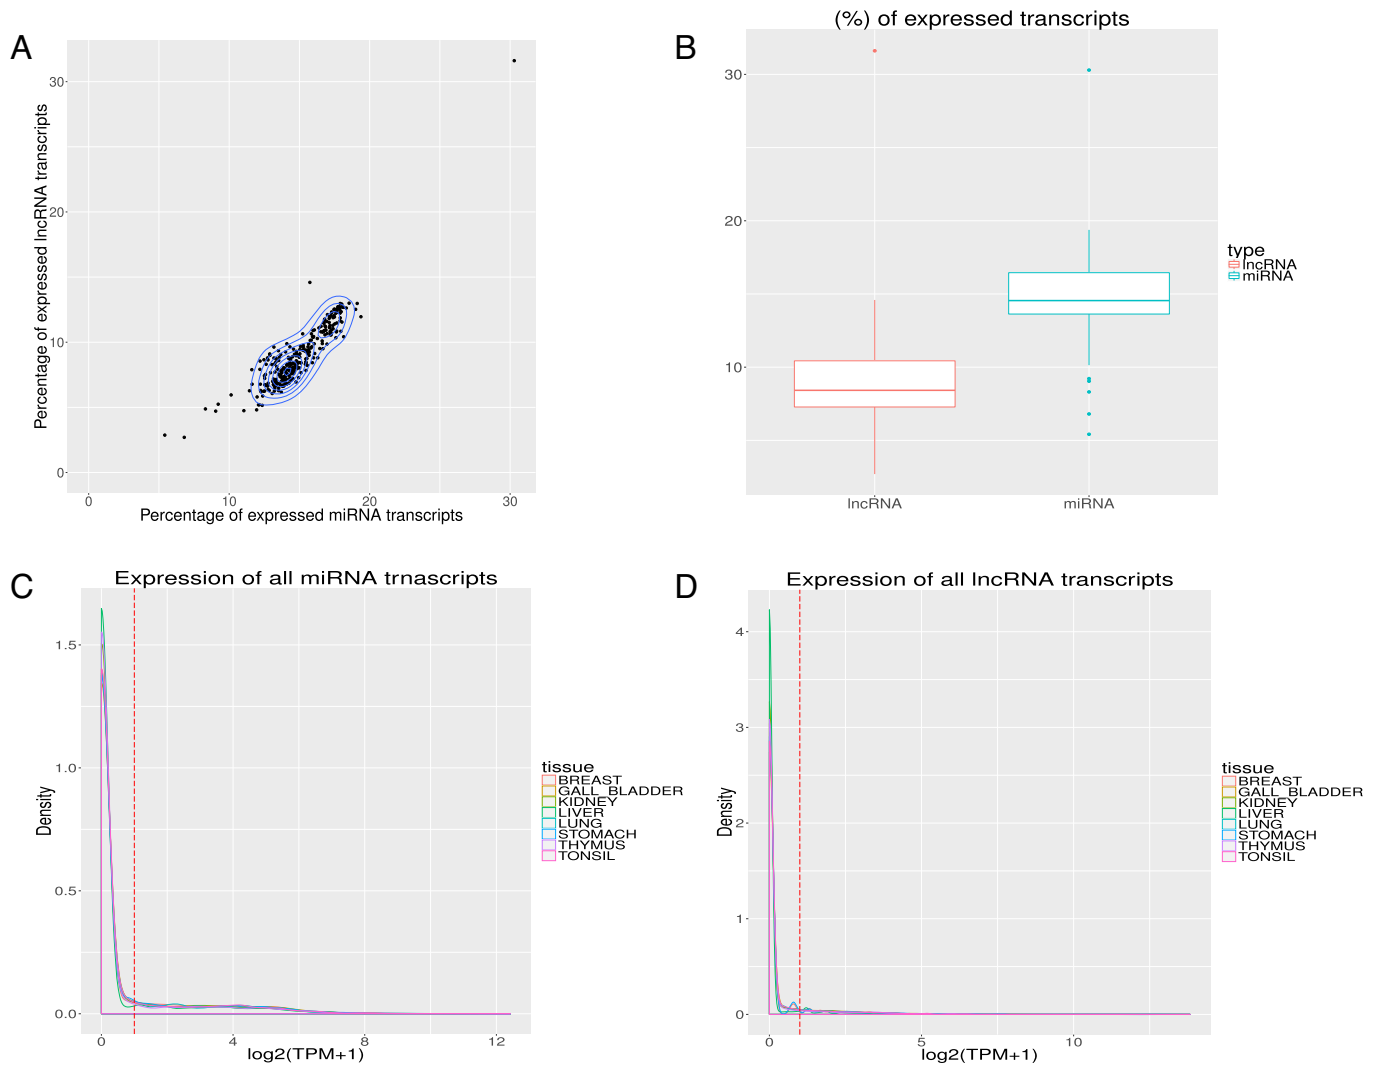 A
Percentage of expressed lncRNA transcripts
30
20
10
0
0 10 20 30
Percentage of expressed miRNA transcripts
B
(%) of expressed transcripts
30
20
10
lncRNA miRNA
type
lncRNA
miRNA
C
Expression of all miRNA trnascripts
Density
1.5
1.0
0.5
0.0
0 4 8 12
log2(TPM+1)
tissue
BREAST
GALL_BLADDER
KIDNEY
LIVER
LUNG
STOMACH
THYMUS
TONSIL
D
Expression of all lncRNA transcripts
Density
4
3
2
1
0
0 5 10
log2(TPM+1)
tissue
BREAST
GALL_BLADDER
KIDNEY
LIVER
LUNG
STOMACH
THYMUS
TONSIL